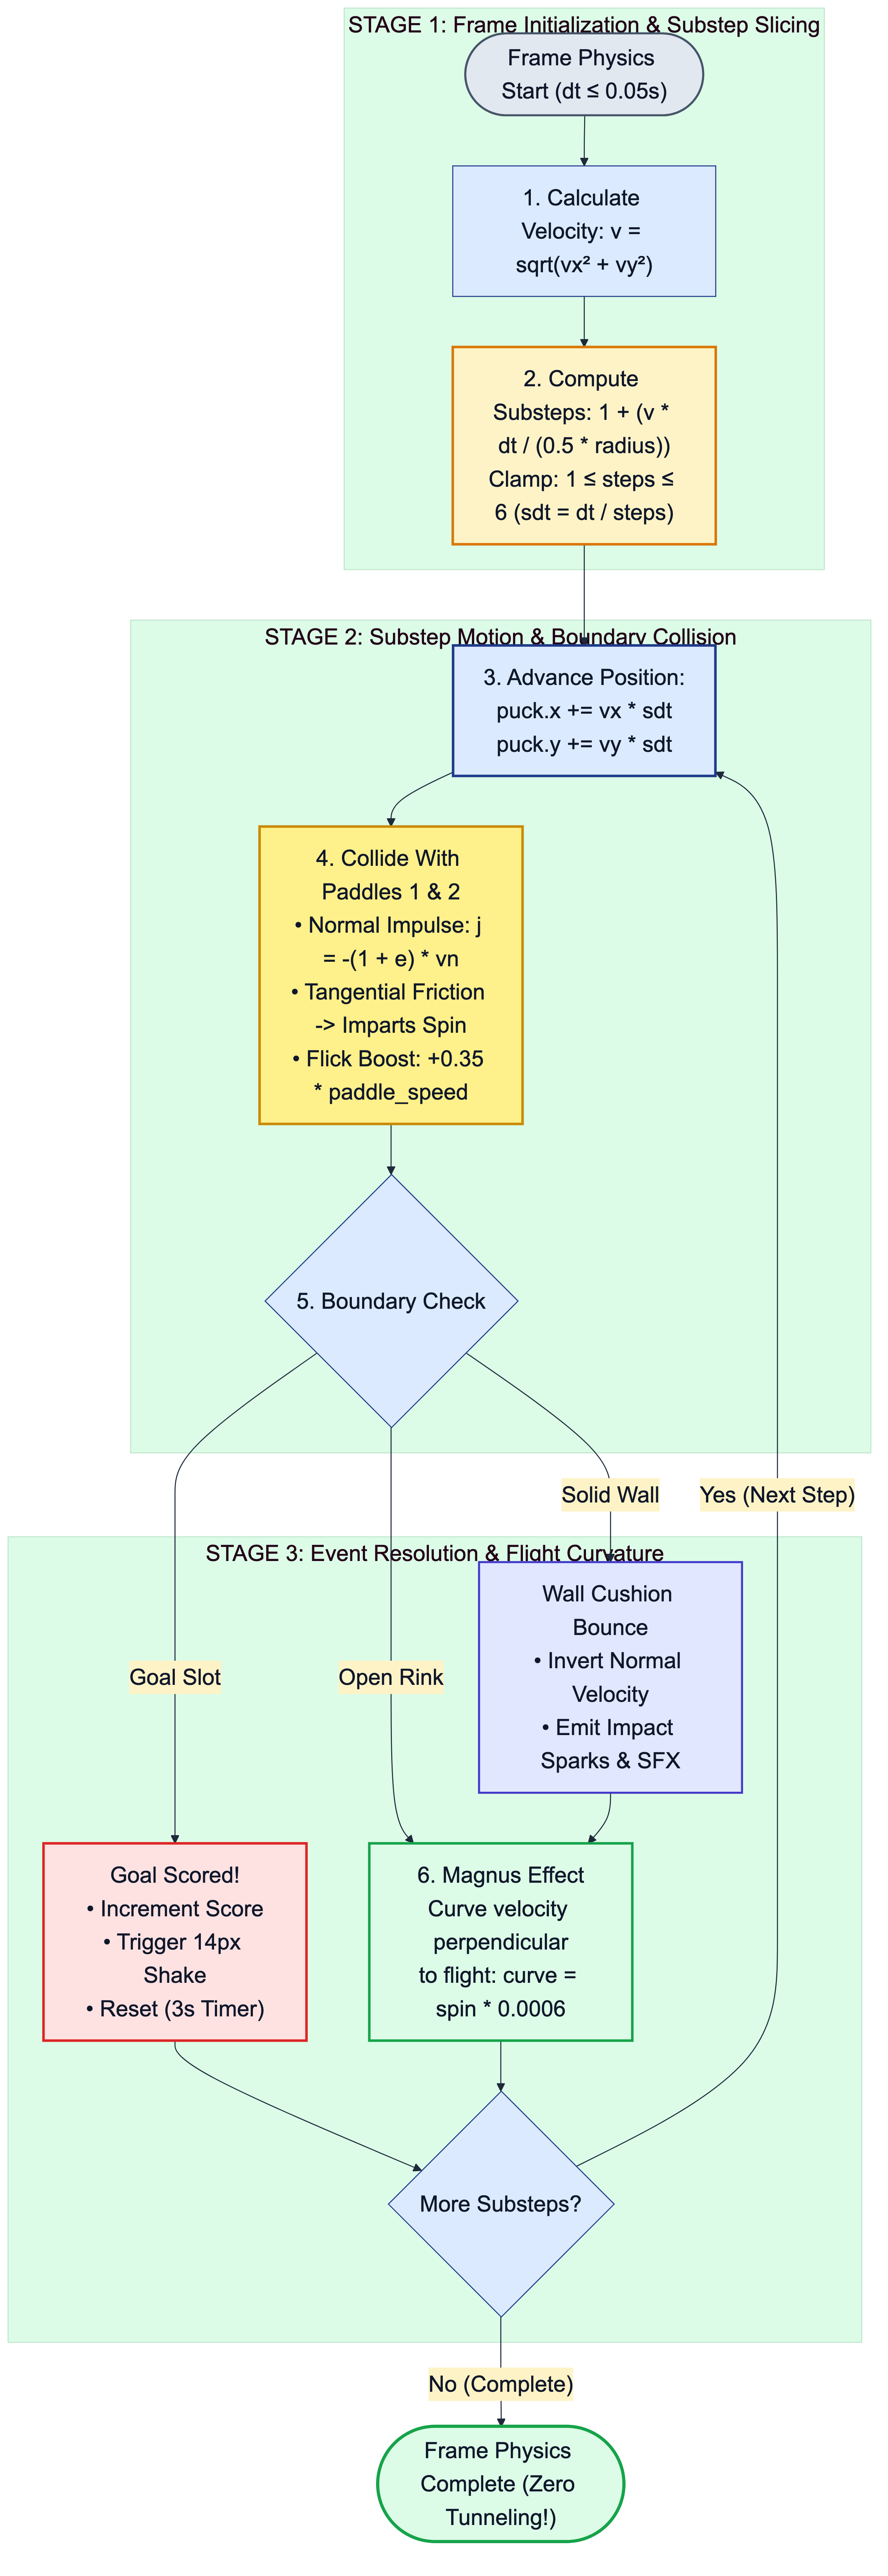 STAGE 1: Frame Initialization & Substep Slicing
Frame Physics
Start (dt ≤ 0.05s)
1. Calculate
Velocity: v =
sqrt(vx² + vy²)
2. Compute
Substeps: 1 + (v *
dt / (0.5 * radius))
Clamp: 1 ≤ steps ≤
6 (sdt = dt / steps)
STAGE 2: Substep Motion & Boundary Collision
3. Advance Position:
puck.x += vx * sdt
puck.y += vy * sdt
4. Collide With
Paddles 1 & 2
• Normal Impulse: j
= -(1 + e) * vn
• Tangential Friction
-> Imparts Spin
• Flick Boost: +0.35
* paddle_speed
5. Boundary Check
Solid Wall
Yes (Next Step)
STAGE 3: Event Resolution & Flight Curvature
Wall Cushion
Bounce
• Invert Normal
Velocity
• Emit Impact
Sparks & SFX
Goal Slot
Open Rink
Goal Scored!
• Increment Score
• Trigger 14px
Shake
• Reset (3s Timer)
6. Magnus Effect
Curve velocity
perpendicular
to flight: curve =
spin * 0.0006
More Substeps?
No (Complete)
Frame Physics
Complete (Zero
Tunneling!)